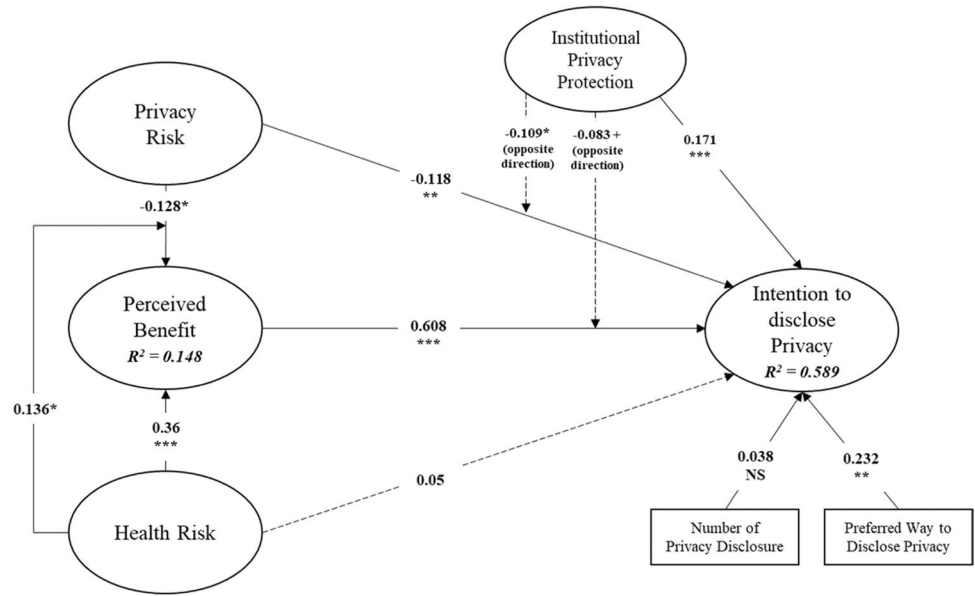 Institutional
Privacy
Protection
Privacy
Risk
-0.109*
(opposite
direction)
-0.083 +
(opposite
direction)
0.171
***
-0.118
**
-0.128*
Perceived
Benefit
R² = 0.148
0.608
***
Intention to
disclose
Privacy
R² = 0.589
0.136*
0.36
***
0.05
0.038
NS
0.232
**
Health Risk
Number of
Privacy Disclosure
Preferred Way to
Disclose Privacy